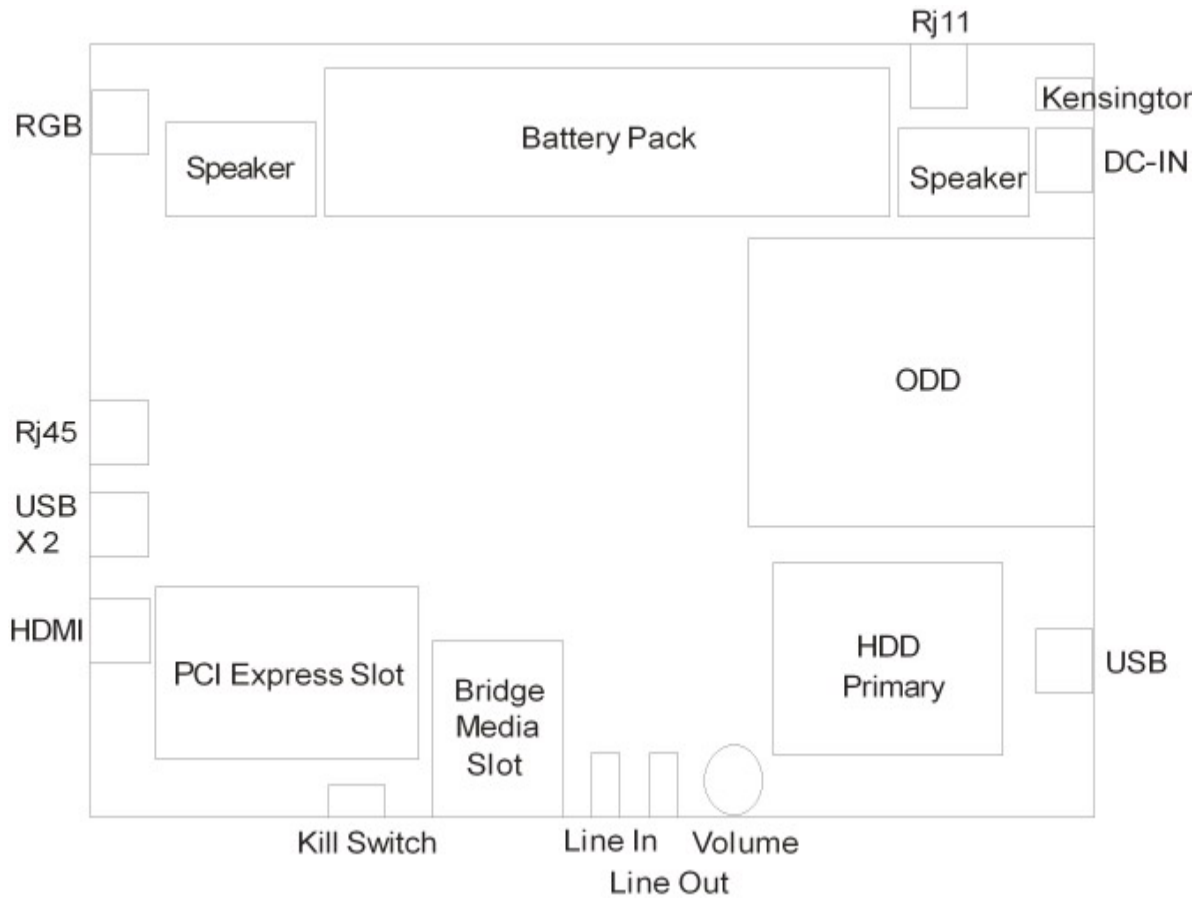 Rj11
Kensington
RGB
Battery Pack
Speaker
Speaker
DC-IN
ODD
Rj45
USB
X 2
HDMI
PCI Express Slot
Bridge
Media
Slot
HDD
Primary
USB
Kill Switch
Line In
Volume
Line Out